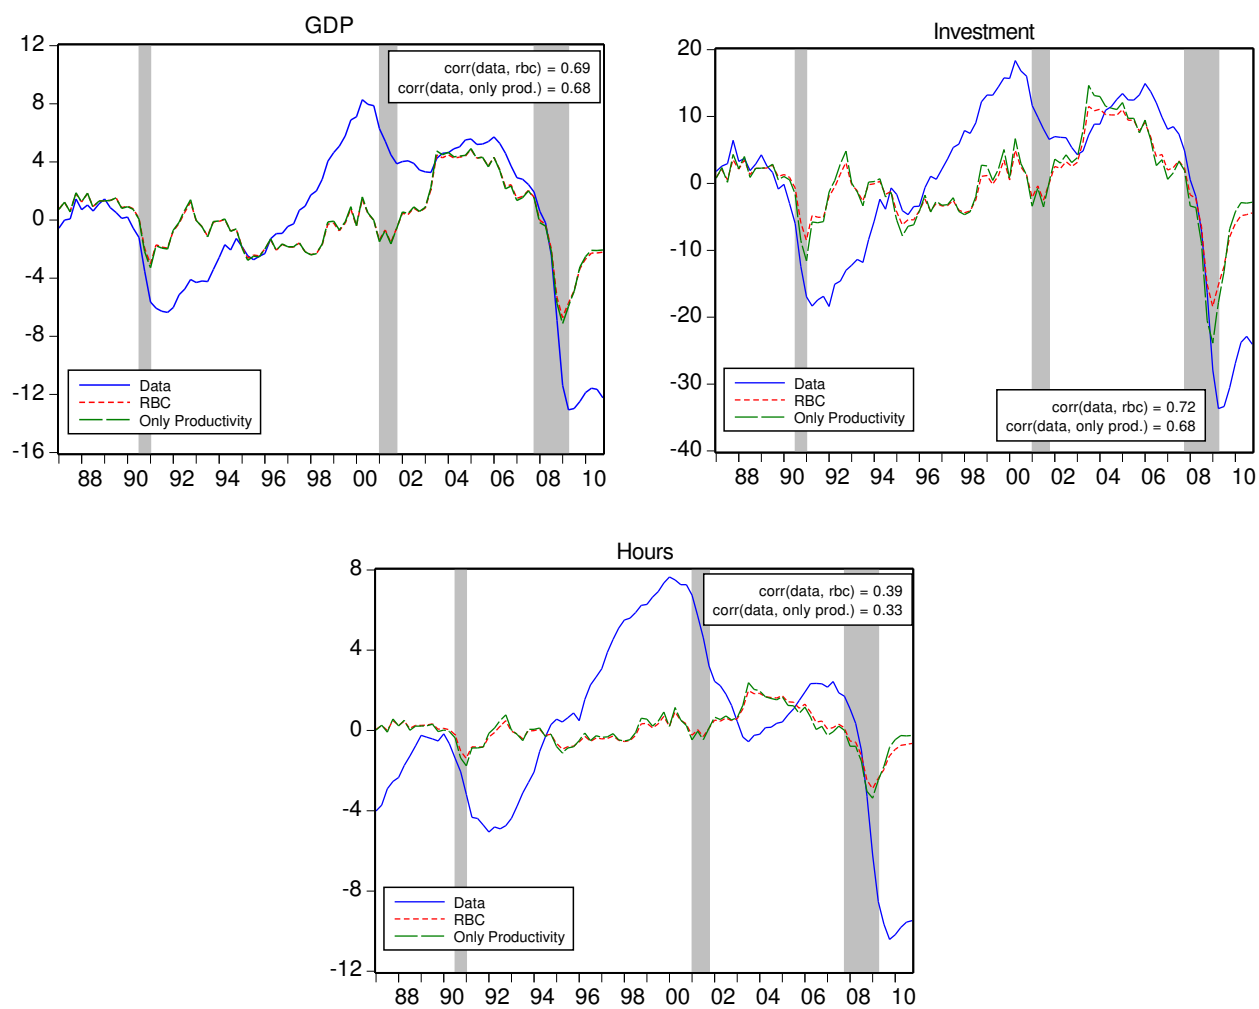 GDP
12
8
4
0
-4
-8
-12
-16
corr(data, rbc) = 0.69
corr(data, only prod.) = 0.68
Data
RBC
Only Productivity
88 90 92 94 96 98 00 02 04 06 08 10
Investment
20
10
0
-10
-20
-30
-40
Data
RBC
Only Productivity
corr(data, rbc) = 0.72
corr(data, only prod.) = 0.68
88 90 92 94 96 98 00 02 04 06 08 10
Hours
8
4
0
-4
-8
-12
corr(data, rbc) = 0.39
corr(data, only prod.) = 0.33
Data
RBC
Only Productivity
88 90 92 94 96 98 00 02 04 06 08 10